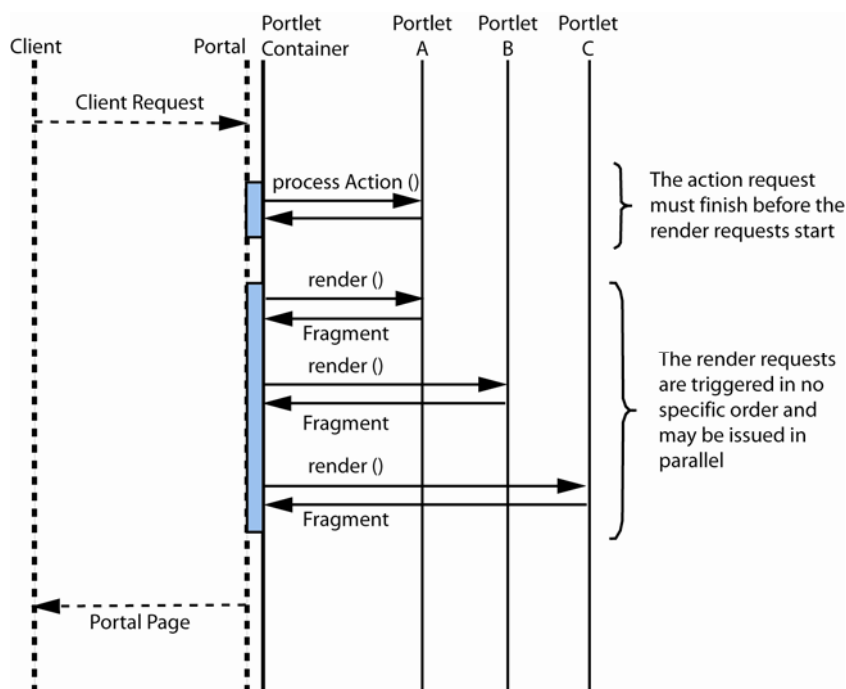 Client
Portal
Portlet
Container
Portlet
A
Portlet
B
Portlet
C
Client Request
process Action ()
The action request
must finish before the
render requests start
render ()
Fragment
render ()
Fragment
render ()
Fragment
The render requests
are triggered in no
specific order and
may be issued in
parallel
Portal Page